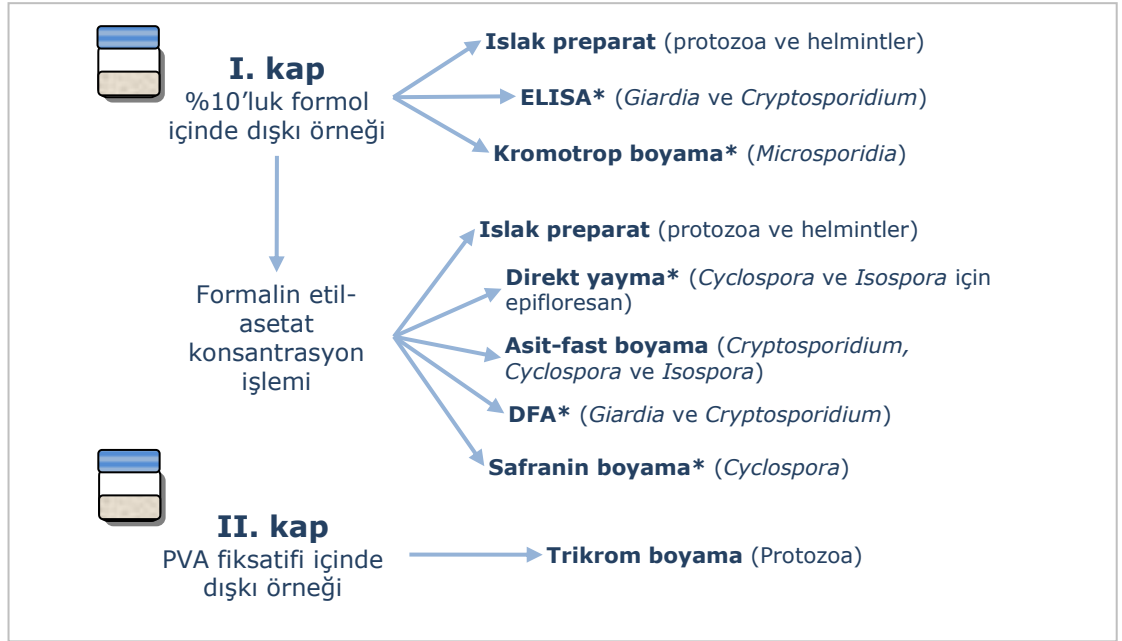 I. kap
%10’luk formol
içinde dışkı örneği
Islak preparat (protozoa ve helmintler)
ELISA* (Giardia ve Cryptosporidium)
Kromotrop boyama* (Microsporidia)
Formalin etil-
asetat
konsantrasyon
işlemi
Islak preparat (protozoa ve helmintler)
Direkt yayma* (Cyclospora ve Isospora için
epifloresan)
Asit-fast boyama (Cryptosporidium,
Cyclospora ve Isospora)
DFA* (Giardia ve Cryptosporidium)
Safranin boyama* (Cyclospora)
II. kap
PVA fiksatifi içinde
dışkı örneği
Trikrom boyama (Protozoa)